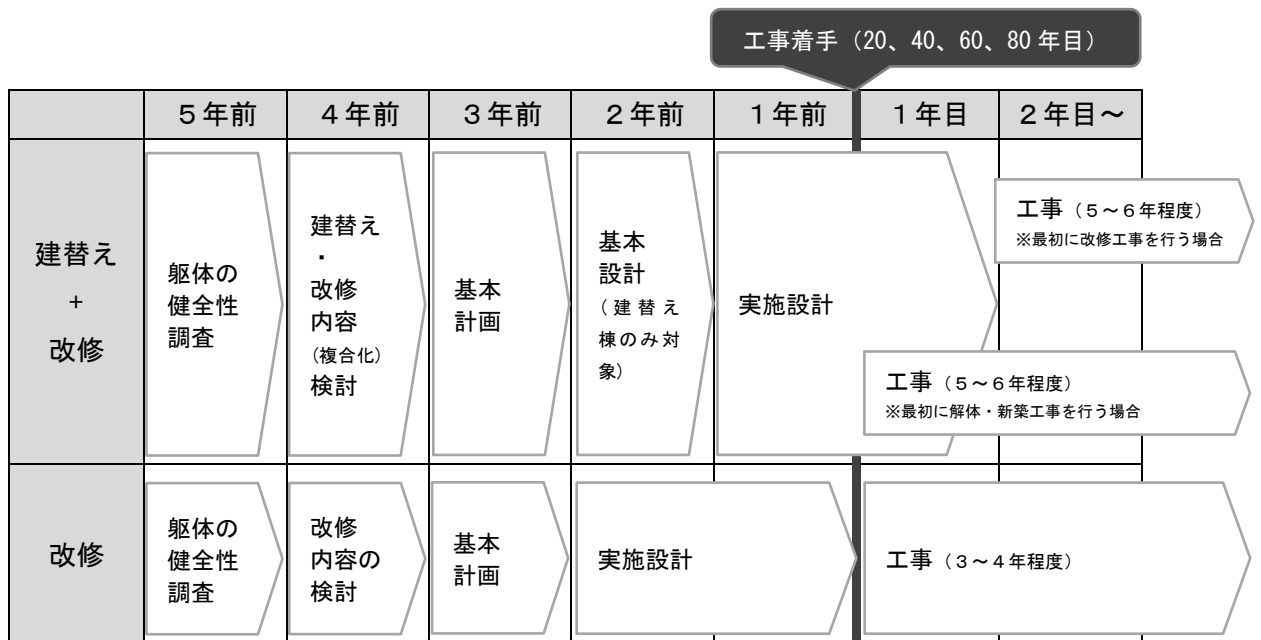 工事着手（20、40、60、80 年目）
５年前
４年前
３年前
２年前
１年前
１年目
２年目～
建替え
+
改修
躯体の
健全性
調査
建替え
・
改修
内容
（複合化）
検討
基本
計画
基本
設計
（建替え
棟のみ対
象）
実施設計
工事（５～６年程度）
※最初に改修工事を行う場合
工事（５～６年程度）
※最初に解体・新築工事を行う場合
改修
躯体の
健全性
調査
改修
内容の
検討
基本
計画
実施設計
工事（３～４年程度）